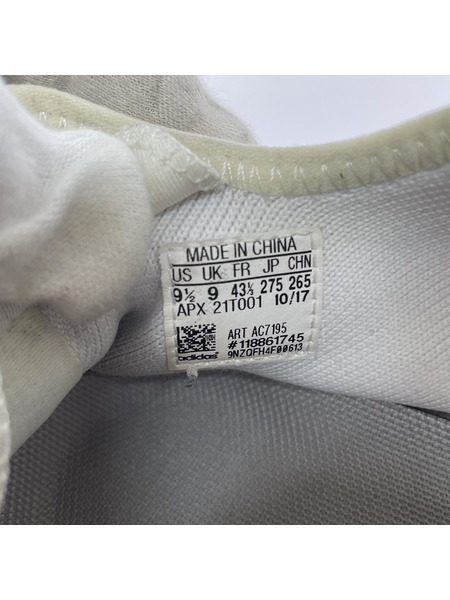 MADE IN CHINA
US UK FR JP CHN
9½ 9 43⅓ 275 265
APX 21T001 10/17
ART AC7195
#118861745
9NZQFH4F00613
adidas